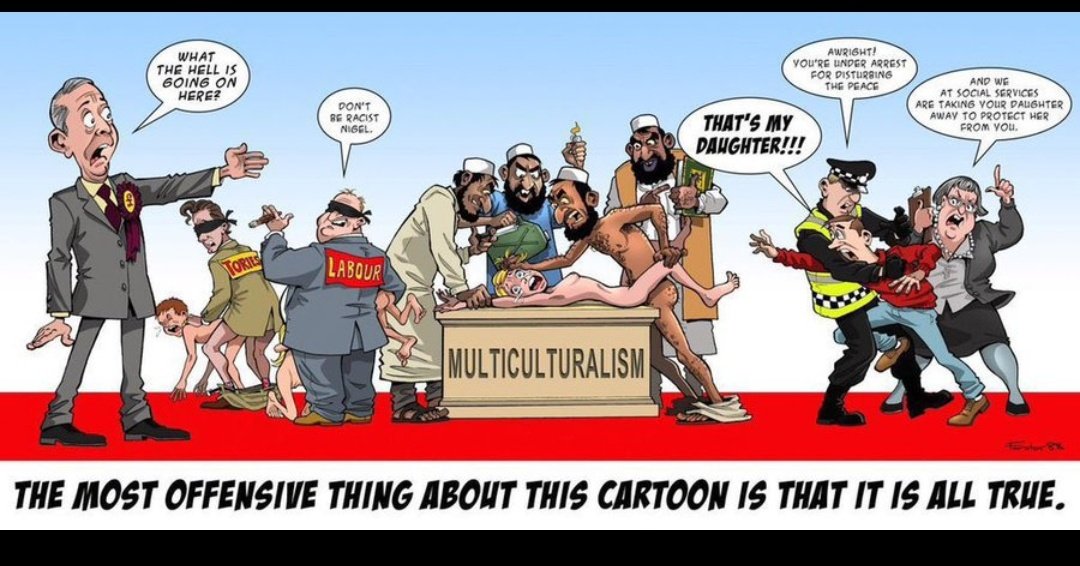 WHAT
THE HELL IS
GOING ON
HERE?
DON'T
BE RACIST
NIGEL.
TORIES
LABOUR
MULTICULTURALISM
THAT'S MY
DAUGHTER!!!
AWRIGHT!
YOU'RE UNDER ARREST
FOR DISTURBING
THE PEACE
AND WE
AT SOCIAL SERVICES
ARE TAKING YOUR DAUGHTER
AWAY TO PROTECT HER
FROM YOU.
THE MOST OFFENSIVE THING ABOUT THIS CARTOON IS THAT IT IS ALL TRUE.